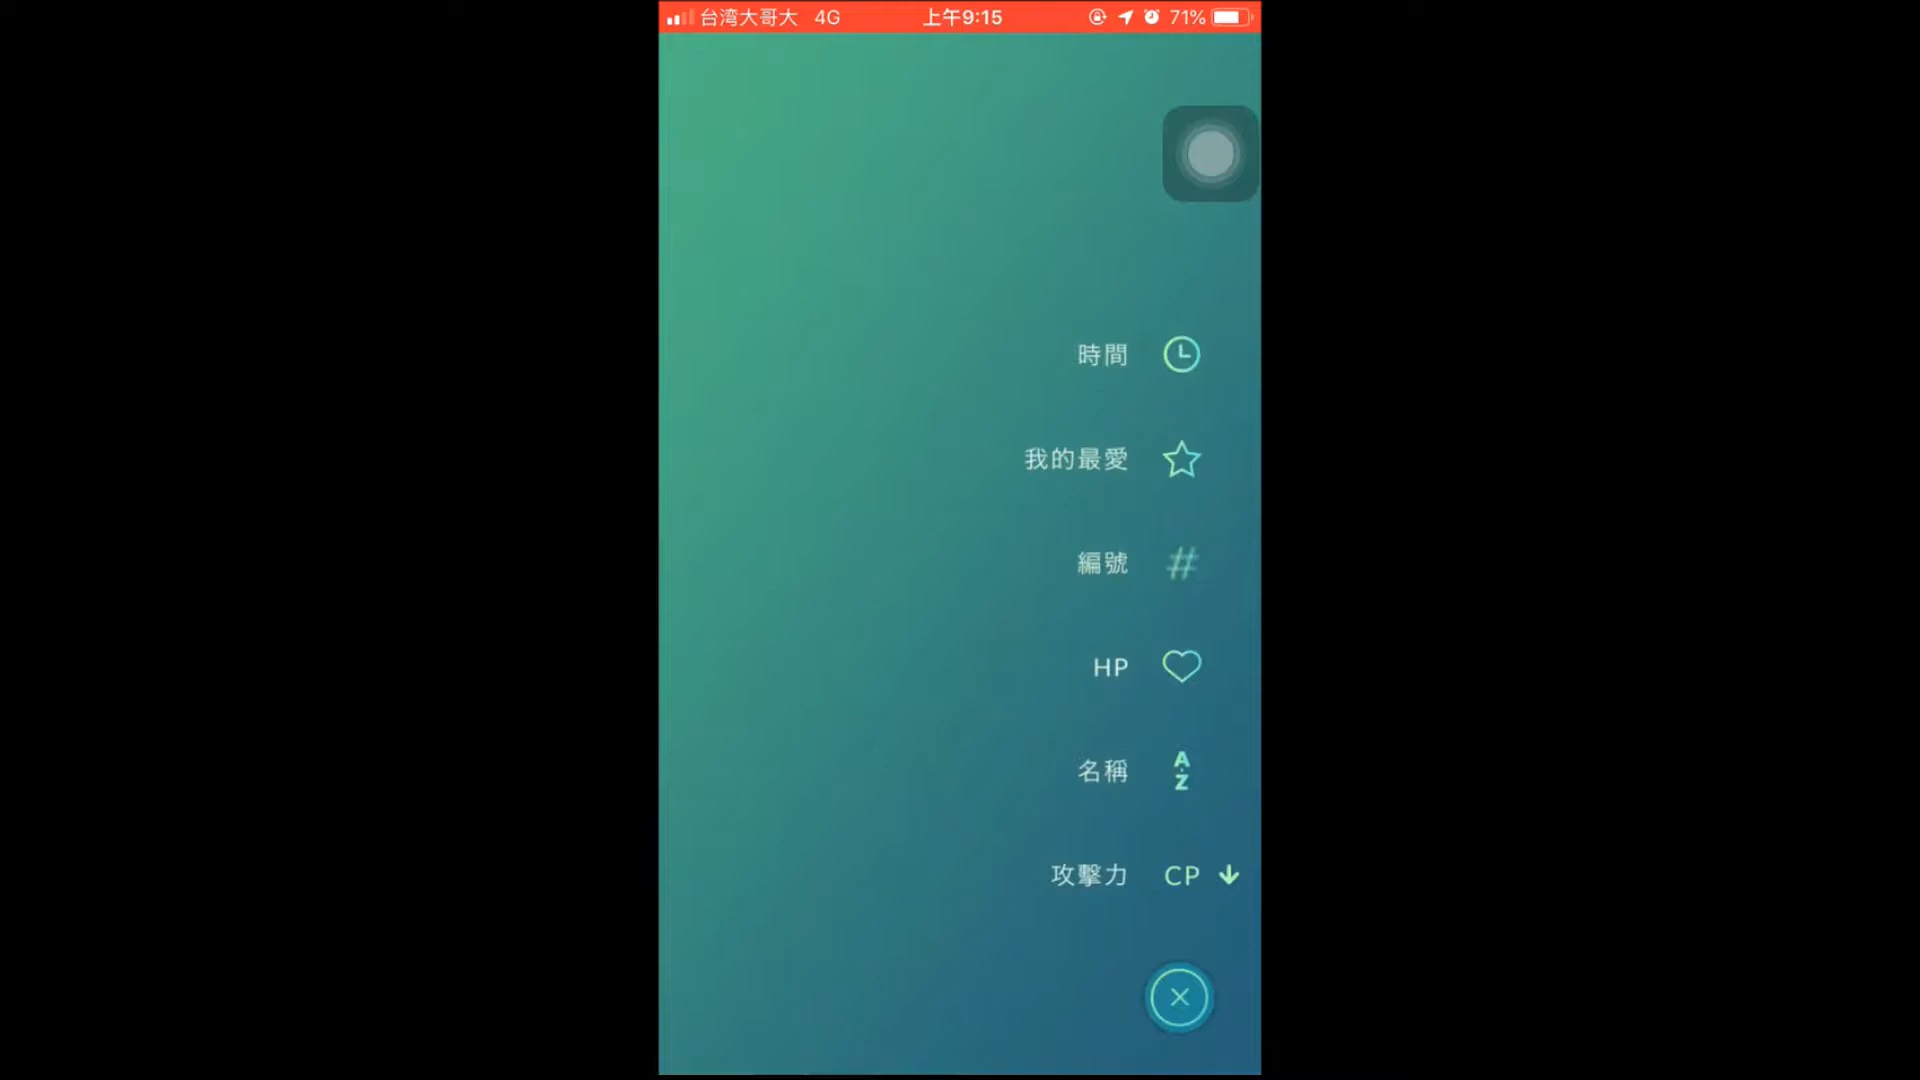 台湾大哥大 4G 上午9:15 71%
時間
我的最愛
編號 #
HP
名稱 A-Z
攻擊力 CP